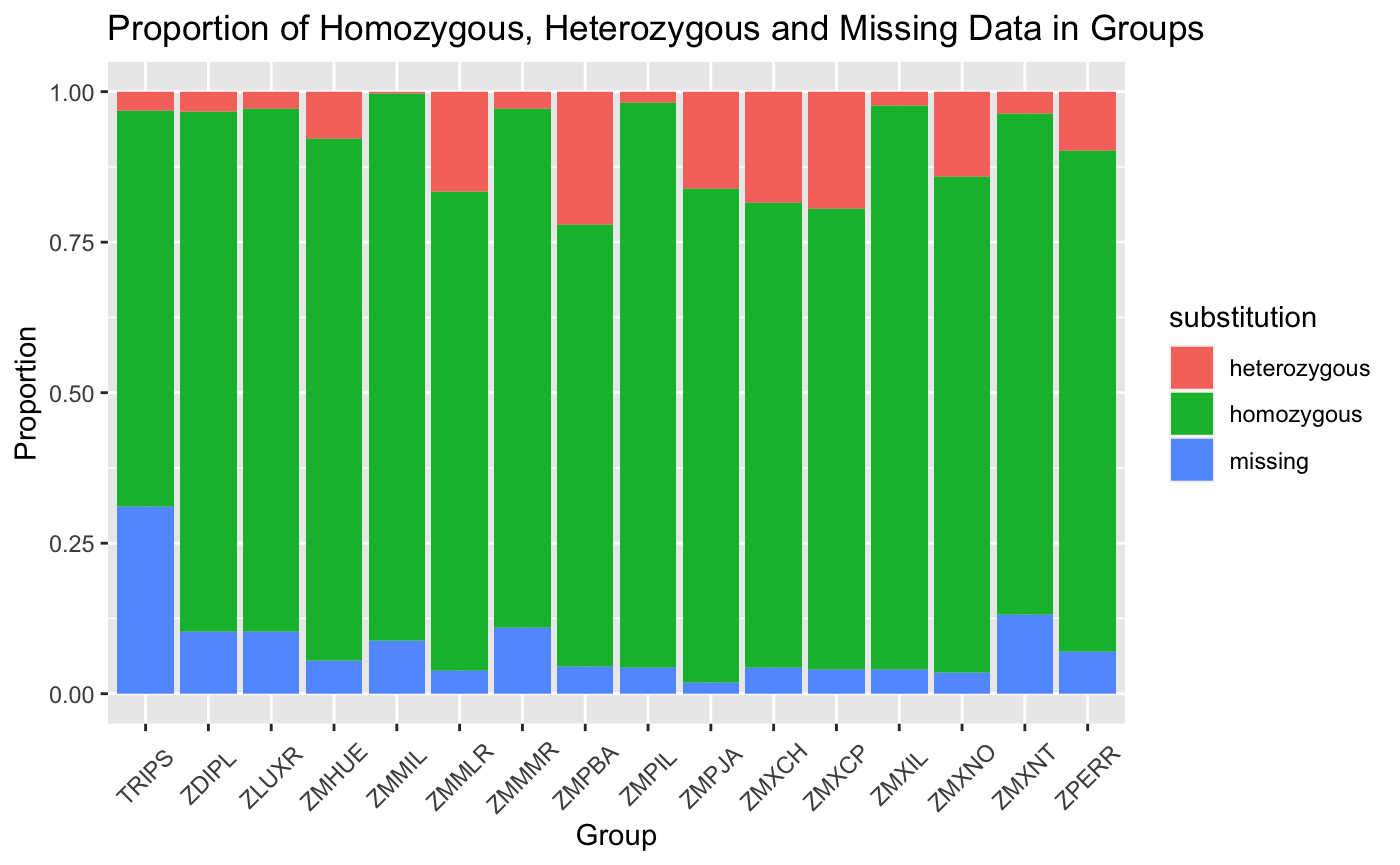 Proportion of Homozygous, Heterozygous and Missing Data in Groups
1.00
0.75
0.50
0.25
0.00
Proportion
TRIPS
ZDIPL
ZLUXR
ZMHUE
ZMMIL
ZMMLR
ZMMMR
ZMPBA
ZMPIL
ZMPJA
ZMXCH
ZMXCP
ZMXIL
ZMXNO
ZMXNT
ZPERR
Group
substitution
heterozygous
homozygous
missing